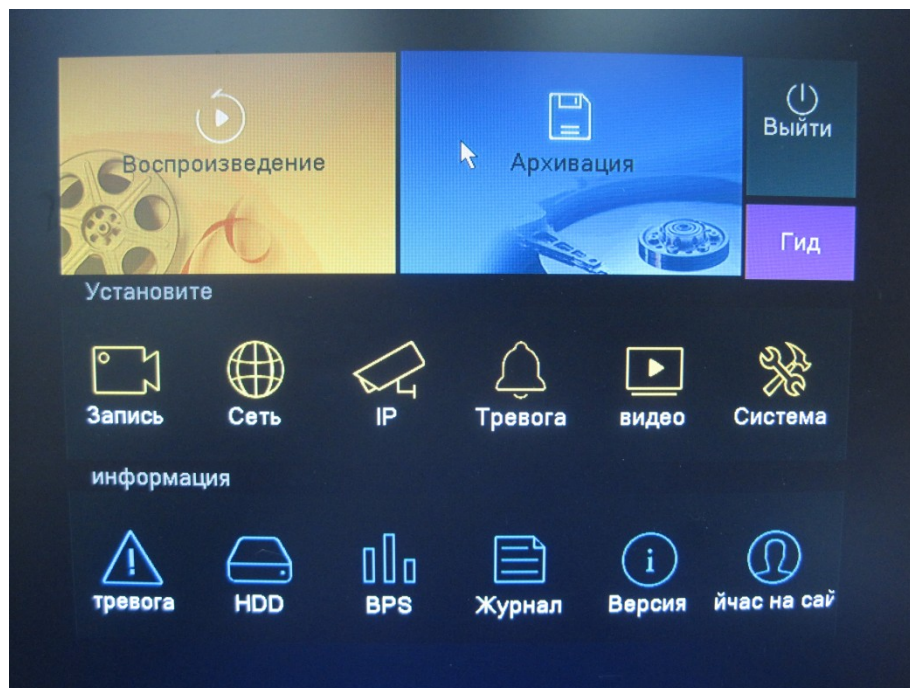 Воспроизведение
Архивация
Выйти
Гид
Установите
Запись Сеть IP Тревога видео Система
информация
тревога HDD BPS Журнал Версия йчас на сай